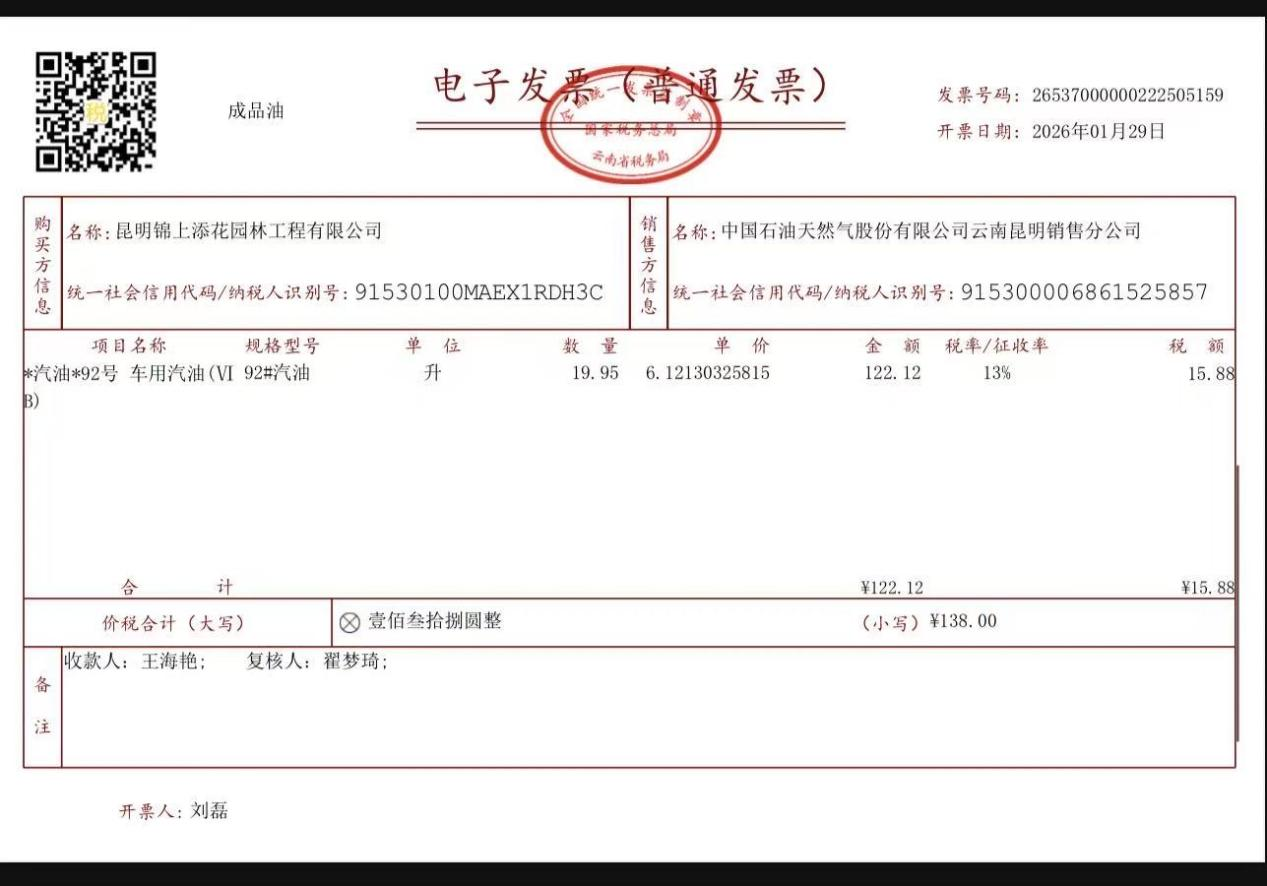 电子发票（普通发票）
税
成品油
全国统一发票监制章
国家税务总局
云南省税务局
发票号码：26537000000222505159
开票日期：2026年01月29日
购买方信息
名称：昆明锦上添花园林工程有限公司
统一社会信用代码/纳税人识别号：91530100MAEX1RDH3C
销售方信息
名称：中国石油天然气股份有限公司云南昆明销售分公司
统一社会信用代码/纳税人识别号：915300006861525857
项目名称 规格型号 单 位 数 量 单 价 金 额 税率/征收率 税 额
*汽油*92号 车用汽油(VI 92#汽油 升 19.95 6.12130325815 122.12 13% 15.88
B)
合 计 ¥122.12 ¥15.88
价税合计（大写） ⊗ 壹佰叁拾捌圆整 （小写）¥138.00
备注
收款人：王海艳; 复核人：翟梦琦;
开票人：刘磊